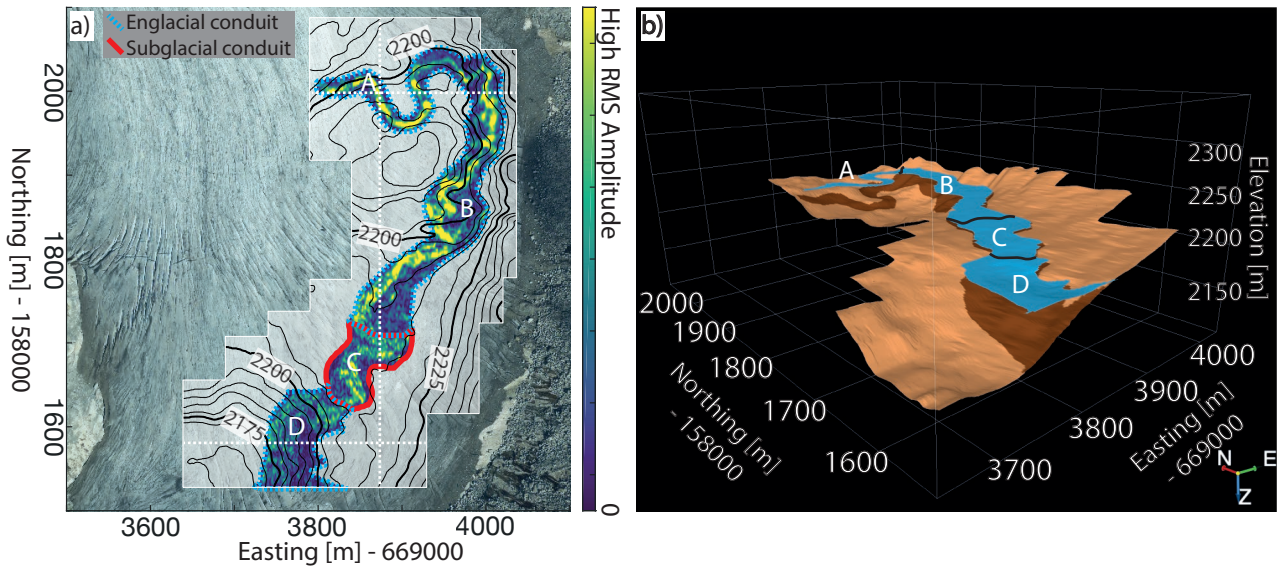 a)
Englacial conduit
Subglacial conduit
2200
A
B
2200
C
2200
2225
2175
D
2000
1800
1600
Northing [m] - 158000
3600
3800
4000
Easting [m] - 669000
High RMS Amplitude
0
b)
A
B
C
D
2300
2250
2200
2150
Elevation [m]
2000
1900
1800
1700
1600
Northing [m]
- 158000
4000
3900
3800
3700
Easting [m]
- 669000
N
E
Z